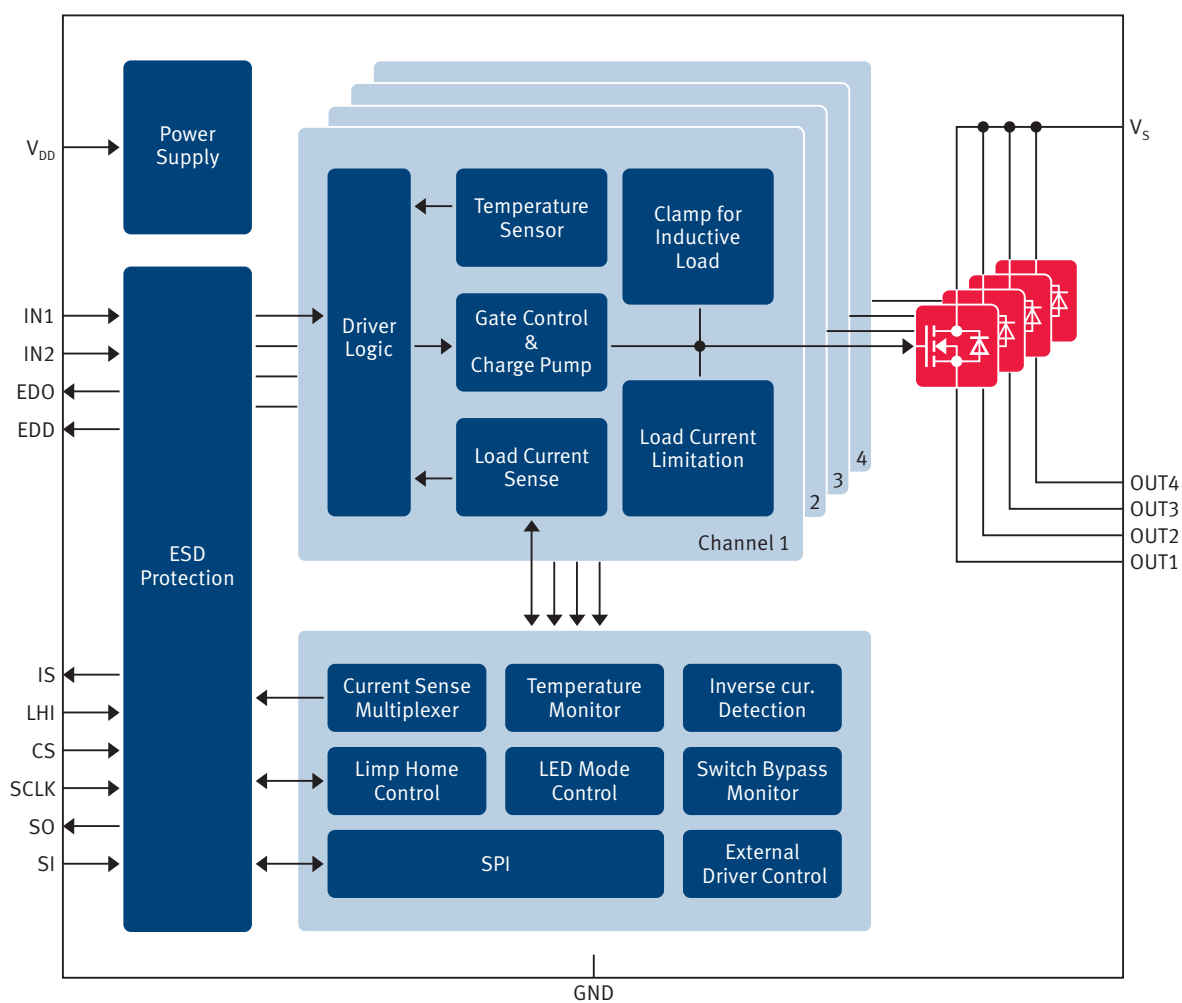 Power
Supply
V_DD
V_S
Temperature
Sensor
Clamp for
Inductive
Load
IN1
IN2
EDO
EDD
Driver
Logic
Gate Control
&
Charge Pump
Load Current
Sense
Load Current
Limitation
4
3
2
Channel 1
OUT4
OUT3
OUT2
OUT1
ESD
Protection
IS
LHI
CS
SCLK
SO
SI
Current Sense
Multiplexer
Temperature
Monitor
Inverse cur.
Detection
Limp Home
Control
LED Mode
Control
Switch Bypass
Monitor
SPI
External
Driver Control
GND